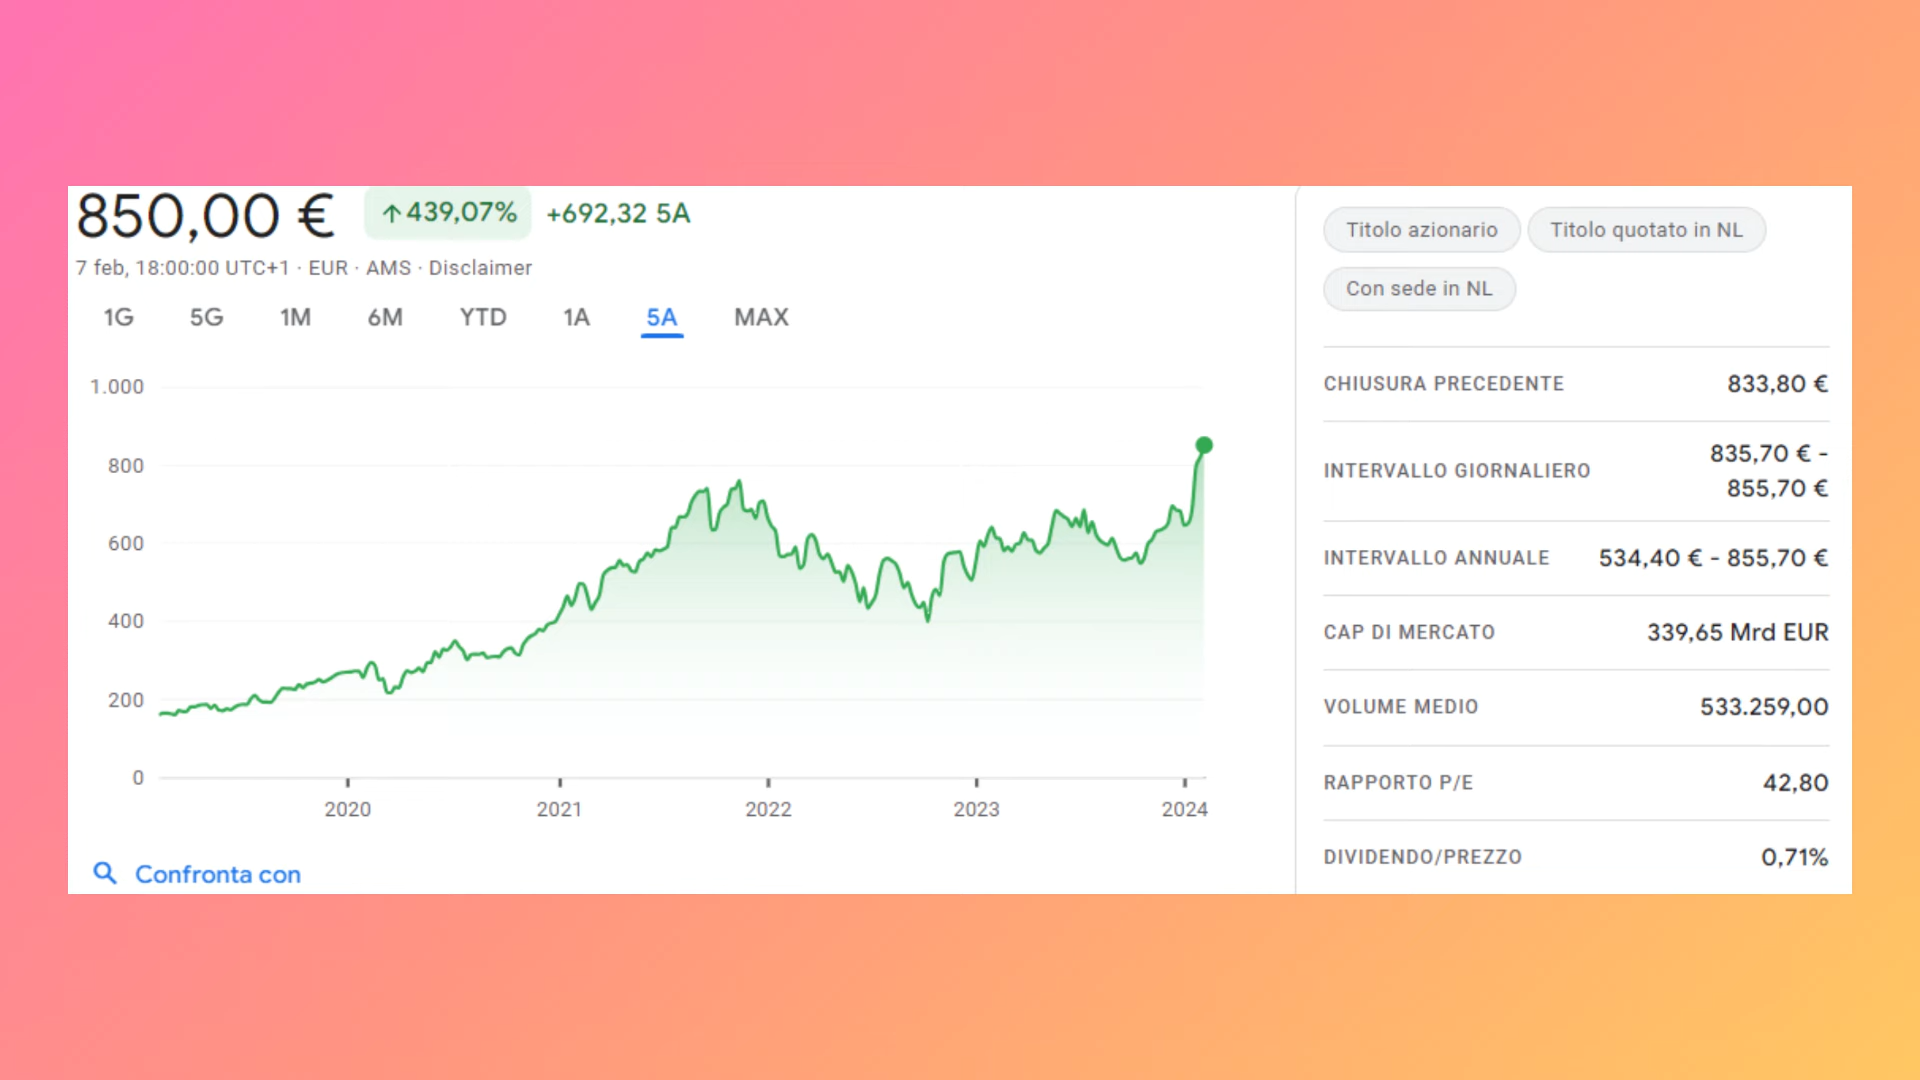 850,00 € ↑439,07% +692,32 5A
7 feb, 18:00:00 UTC+1 · EUR · AMS · Disclaimer
1G 5G 1M 6M YTD 1A 5A MAX
1.000
800
600
400
200
0
2020 2021 2022 2023 2024
Confronta con
Titolo azionario Titolo quotato in NL
Con sede in NL
CHIUSURA PRECEDENTE 833,80 €
INTERVALLO GIORNALIERO 835,70 € -
855,70 €
INTERVALLO ANNUALE 534,40 € - 855,70 €
CAP DI MERCATO 339,65 Mrd EUR
VOLUME MEDIO 533.259,00
RAPPORTO P/E 42,80
DIVIDENDO/PREZZO 0,71%